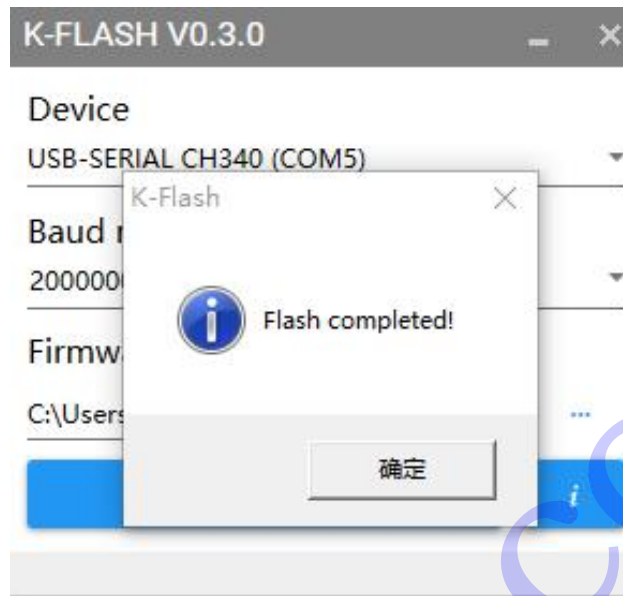 K-FLASH V0.3.0
Device
USB-SERIAL CH340 (COM5)
K-Flash
Baud
200000
Flash completed!
Firmw
C:\Users
确定
i